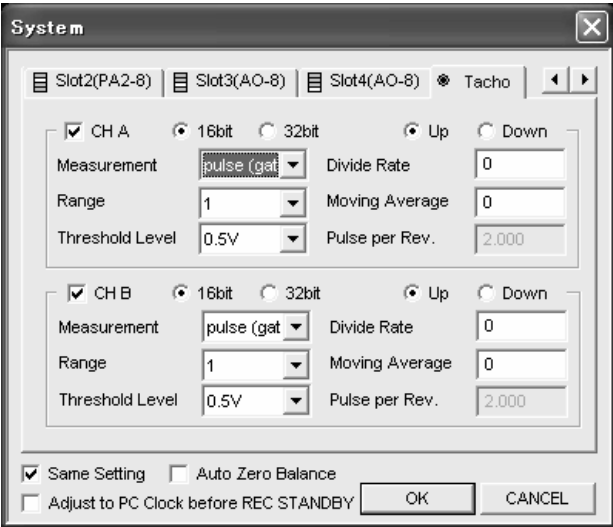 System
Slot2(PA2-8) Slot3(AO-8) Slot4(AO-8) Tacho
CH A 16bit 32bit Up Down
Measurement pulse (gat Divide Rate 0
Range 1 Moving Average 0
Threshold Level 0.5V Pulse per Rev. 2.000
CH B 16bit 32bit Up Down
Measurement pulse (gat Divide Rate 0
Range 1 Moving Average 0
Threshold Level 0.5V Pulse per Rev. 2.000
Same Setting Auto Zero Balance
Adjust to PC Clock before REC STANDBY OK CANCEL